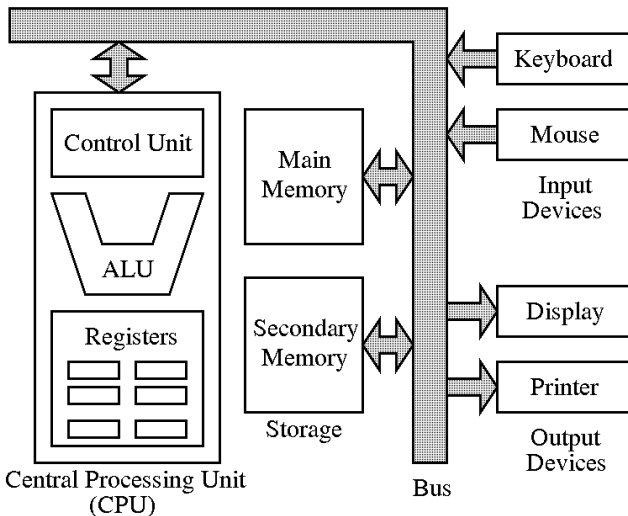 Control Unit
ALU
Registers
Central Processing Unit
(CPU)
Main
Memory
Secondary
Memory
Storage
Bus
Keyboard
Mouse
Input
Devices
Display
Printer
Output
Devices